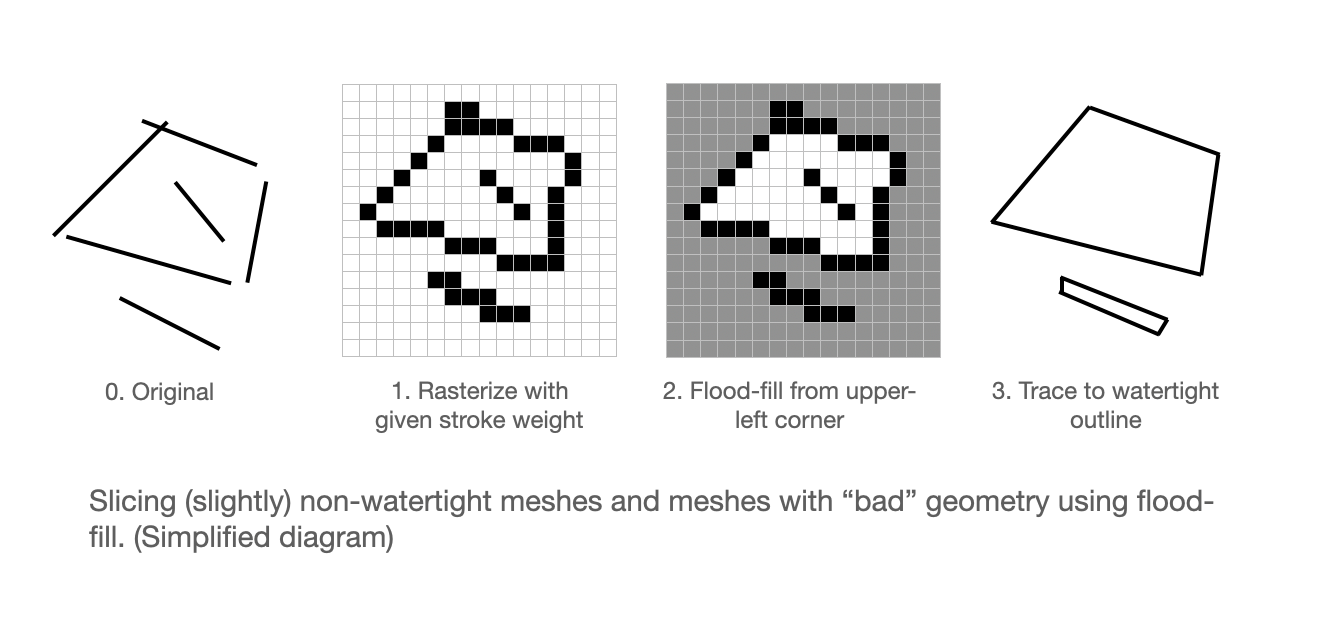 0. Original
1. Rasterize with
given stroke weight
2. Flood-fill from upper-
left corner
3. Trace to watertight
outline
Slicing (slightly) non-watertight meshes and meshes with “bad” geometry using flood-
fill. (Simplified diagram)